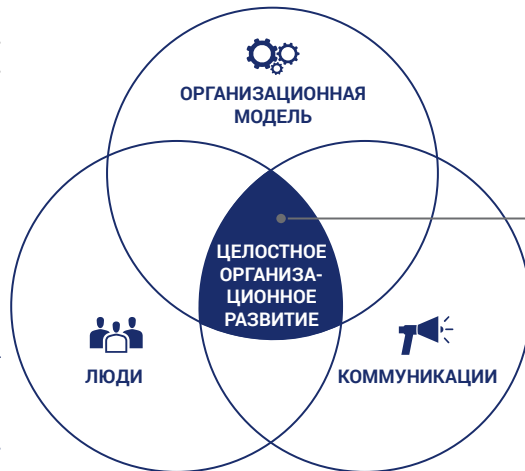 ОРГАНИЗАЦИОННАЯ
МОДЕЛЬ
ЦЕЛОСТНОЕ
ОРГАНИЗА-
ЦИОННОЕ
РАЗВИТИЕ
ЛЮДИ
КОММУНИКАЦИИ